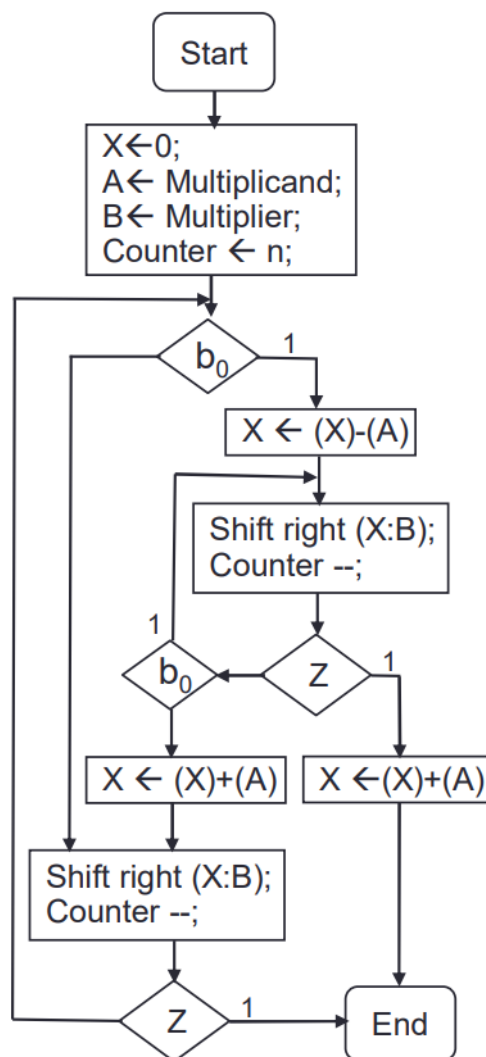 Start
X←0;
A← Multiplicand;
B← Multiplier;
Counter ← n;
b₀
1
X ← (X)-(A)
Shift right (X:B);
Counter --;
1
b₀
Z
1
X ← (X)+(A)
X ←(X)+(A)
Shift right (X:B);
Counter --;
Z
1
End